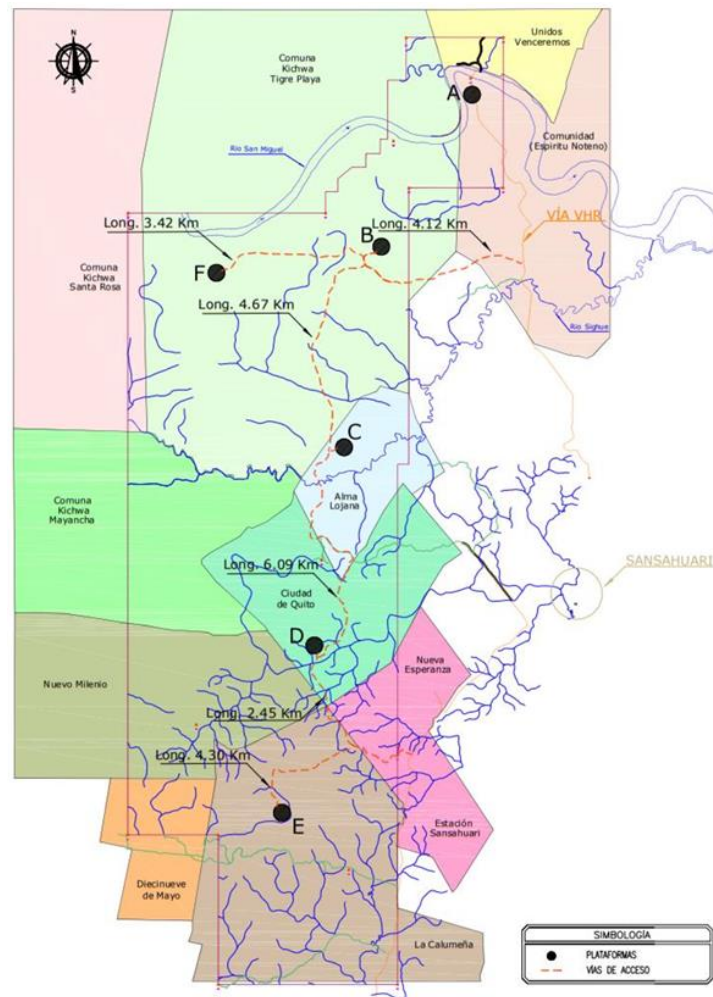 N
S
Comuna
Kichwa
Tigre Playa
Unidos
Venceremos
A
Comunidad
(Espiritu Noteno)
Río San Miguel
VÍA VHR
Long. 3.42 Km
B
Long. 4.12 Km
F
Comuna
Kichwa
Santa Rosa
Long. 4.67 Km
Río Sighue
C
Alma
Lojana
Comuna
Kichwa
Mayancha
SANSAHUARI
Long. 6.09 Km
Ciudad
de Quito
D
Nueva
Esperanza
Nuevo Milenio
Long. 2.45 Km
Long. 4.30 Km
E
Estación
Sansahuari
Diecinueve
de Mayo
La Calumeña
SIMBOLOGÍA
PLATAFORMAS
VÍAS DE ACCESO